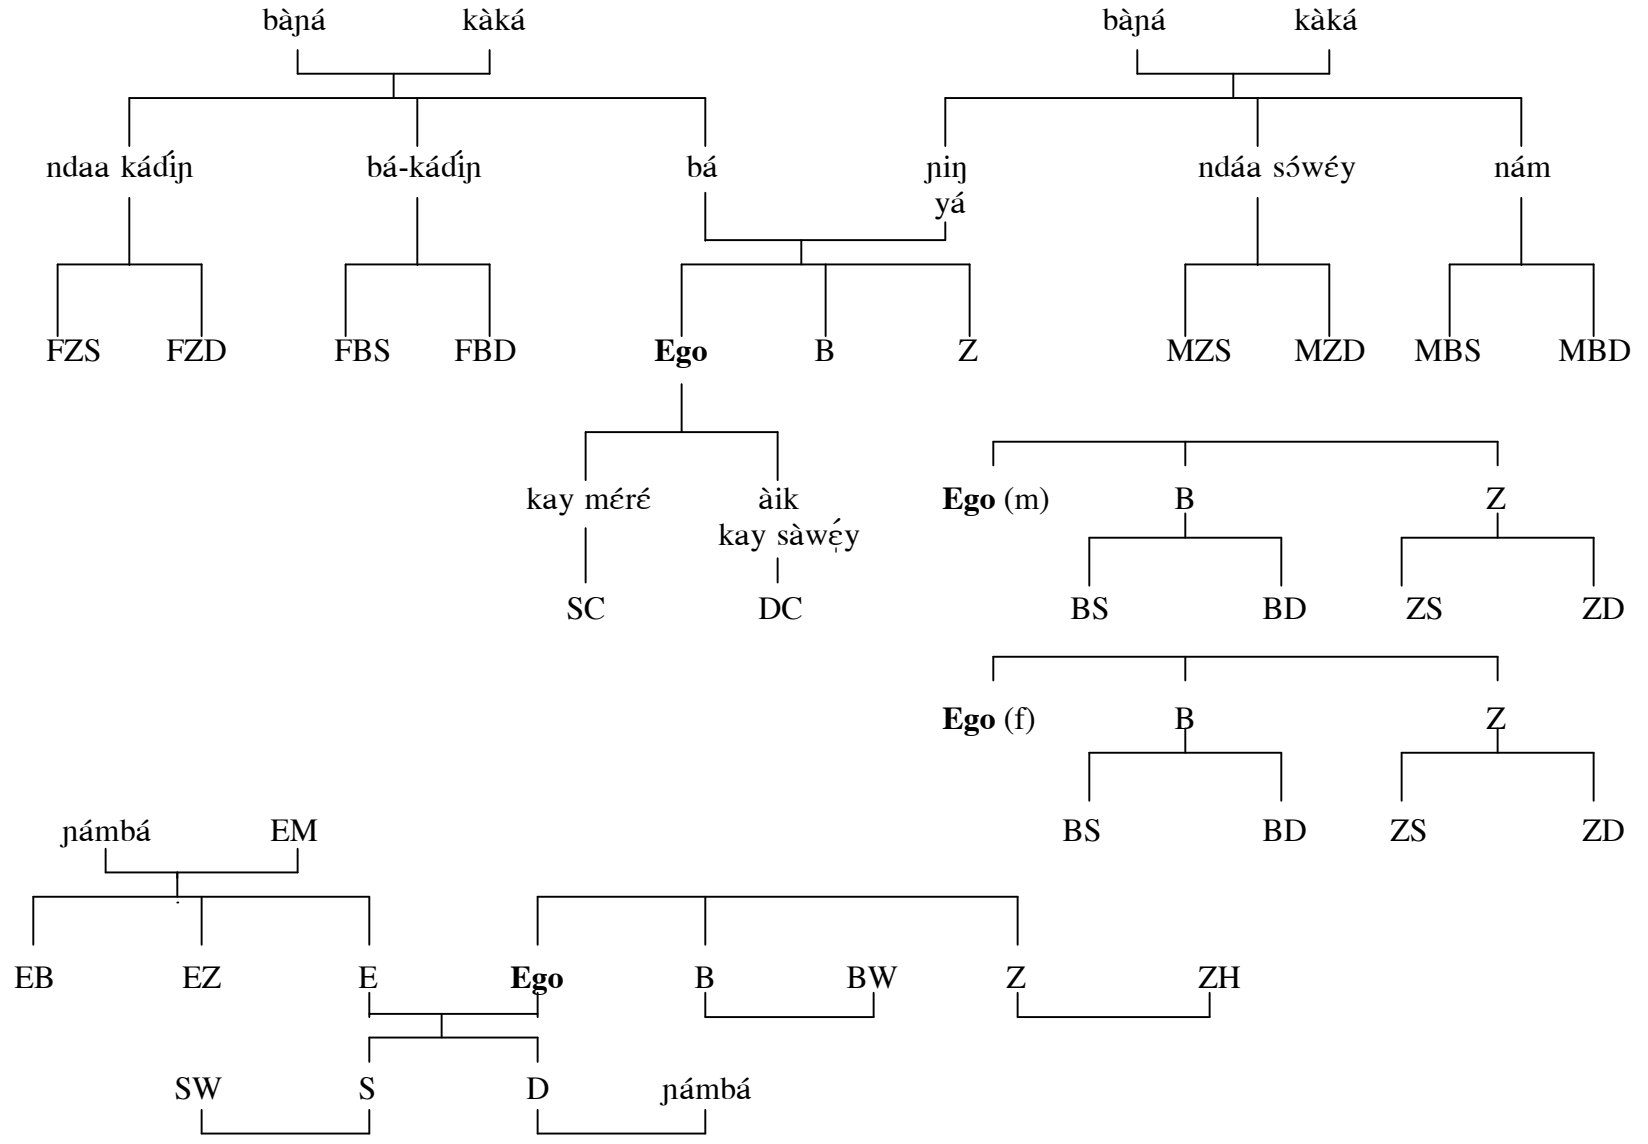 bàɲá kàká bàɲá kàká
ndaa kádíɲ bá-kádíɲ bá ɲiŋ ndáa sɔ́wɛ́y nám
yá
FZS FZD FBS FBD Ego B Z MZS MZD MBS MBD
kay mɛ́rɛ́ àik Ego (m) B Z
kay sàwɛ̩́y
SC DC BS BD ZS ZD
Ego (f) B Z
ɲámbá EM BS BD ZS ZD
EB EZ E Ego B BW Z ZH
SW S D ɲámbá